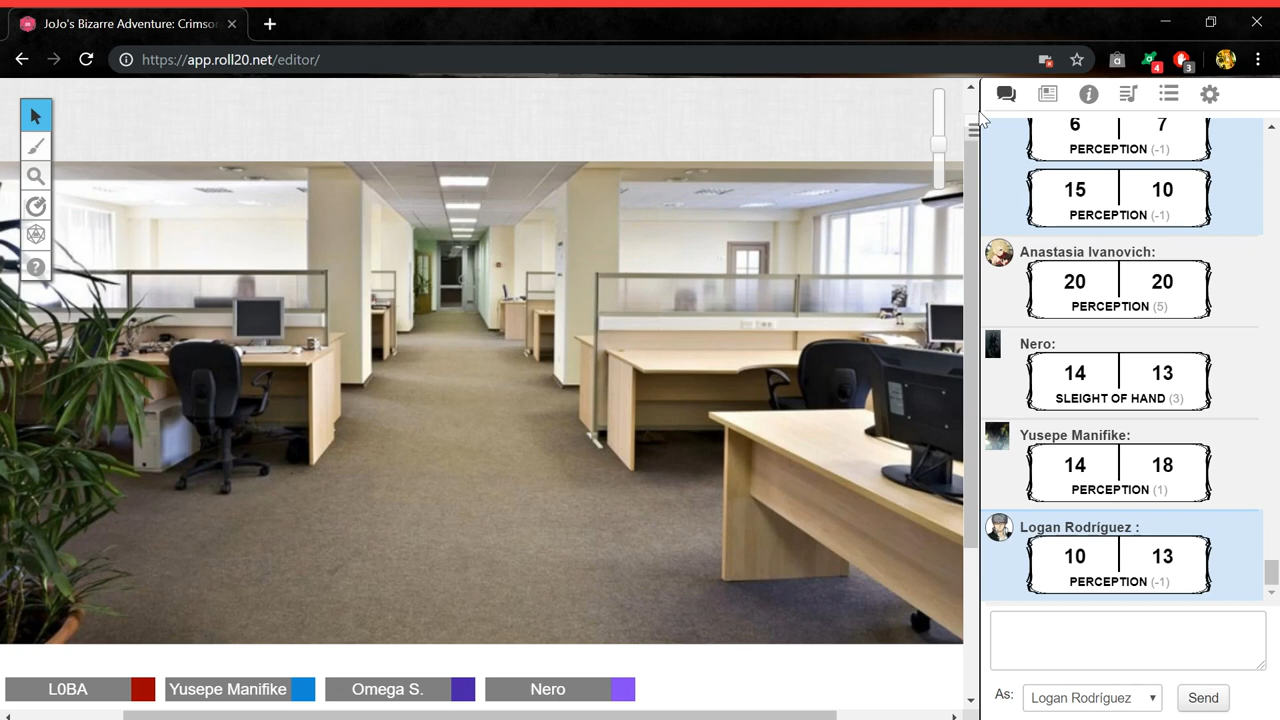 JoJo's Bizarre Adventure: Crimso
https://app.roll20.net/editor/
4
3
6 7
PERCEPTION (-1)
15 10
PERCEPTION (-1)
Anastasia Ivanovich:
20 20
PERCEPTION (5)
Nero:
14 13
SLEIGHT OF HAND (3)
Yusepe Manifike:
14 18
PERCEPTION (1)
Logan Rodríguez :
10 13
PERCEPTION (-1)
As: Logan Rodríguez Send
L0BA Yusepe Manifike Omega S. Nero